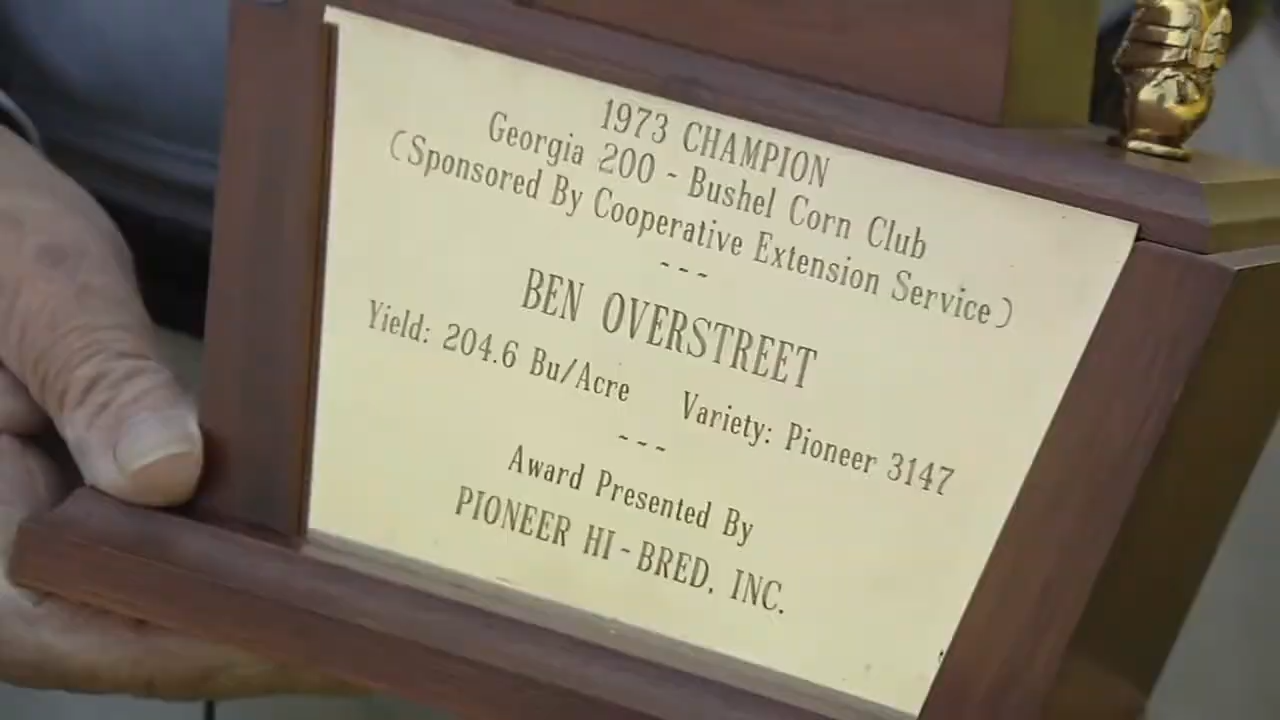 1973 CHAMPION
Georgia 200 - Bushel Corn Club
(Sponsored By Cooperative Extension Service)
---
BEN OVERSTREET
Yield: 204.6 Bu/Acre Variety: Pioneer 3147
---
Award Presented By
PIONEER HI-BRED, INC.